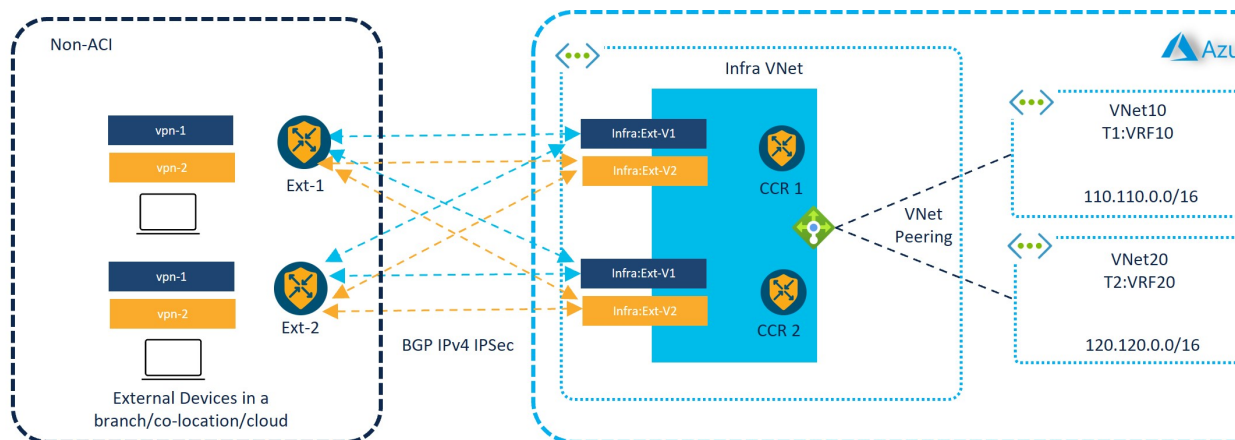 Non-ACI
vpn-1
vpn-2
Ext-1
vpn-1
vpn-2
Ext-2
External Devices in a
branch/co-location/cloud
BGP IPv4 IPSec
Infra VNet
Infra:Ext-V1
Infra:Ext-V2
CCR 1
Infra:Ext-V1
Infra:Ext-V2
CCR 2
VNet
Peering
Azu
VNet10
T1:VRF10
110.110.0.0/16
VNet20
T2:VRF20
120.120.0.0/16